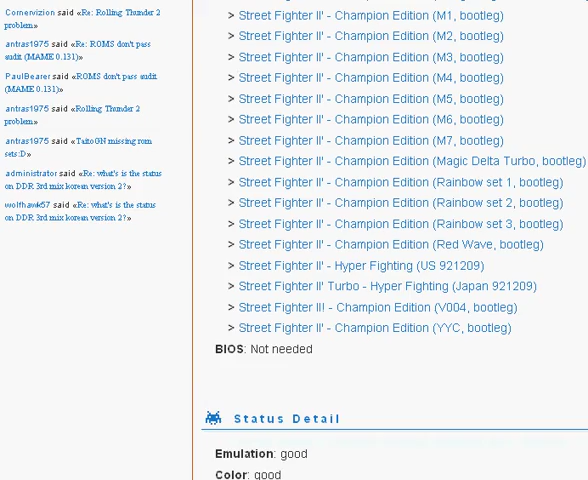 Cornervizion said «Re: Rolling Thunder 2
problem»
antras1975 said «Re: ROMS don't pass
audit (MAME 0.131)»
PaulBearer said «ROMS don't pass audit
(MAME 0.131)»
antras1975 said «Rolling Thunder 2
problem»
antras1975 said «TaitoGN missing rom
sets:D»
administrator said «Re: what's is the status
on DDR 3rd mix korean version 2?»
wolfhawk57 said «Re: what's is the status
on DDR 3rd mix korean version 2?»
> Street Fighter II' - Champion Edition (M1, bootleg)
> Street Fighter II' - Champion Edition (M2, bootleg)
> Street Fighter II' - Champion Edition (M3, bootleg)
> Street Fighter II' - Champion Edition (M4, bootleg)
> Street Fighter II' - Champion Edition (M5, bootleg)
> Street Fighter II' - Champion Edition (M6, bootleg)
> Street Fighter II' - Champion Edition (M7, bootleg)
> Street Fighter II' - Champion Edition (Magic Delta Turbo, bootleg)
> Street Fighter II' - Champion Edition (Rainbow set 1, bootleg)
> Street Fighter II' - Champion Edition (Rainbow set 2, bootleg)
> Street Fighter II' - Champion Edition (Rainbow set 3, bootleg)
> Street Fighter II' - Champion Edition (Red Wave, bootleg)
> Street Fighter II' - Hyper Fighting (US 921209)
> Street Fighter II' Turbo - Hyper Fighting (Japan 921209)
> Street Fighter II! - Champion Edition (V004, bootleg)
> Street Fighter II' - Champion Edition (YYC, bootleg)
BIOS: Not needed
Status Detail
Emulation: good
Color: good